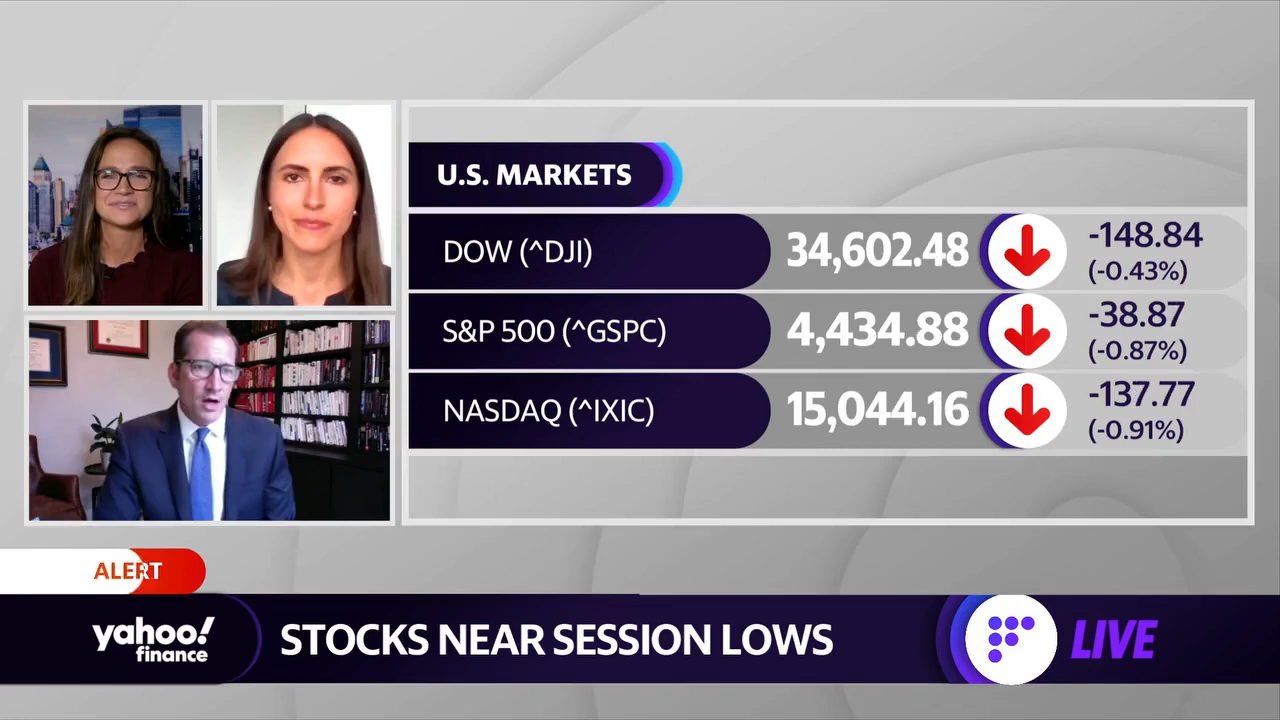 U.S. MARKETS
DOW (^DJI) 34,602.48 -148.84 (-0.43%)
S&P 500 (^GSPC) 4,434.88 -38.87 (-0.87%)
NASDAQ (^IXIC) 15,044.16 -137.77 (-0.91%)
ALERT
yahoo! finance
STOCKS NEAR SESSION LOWS
LIVE